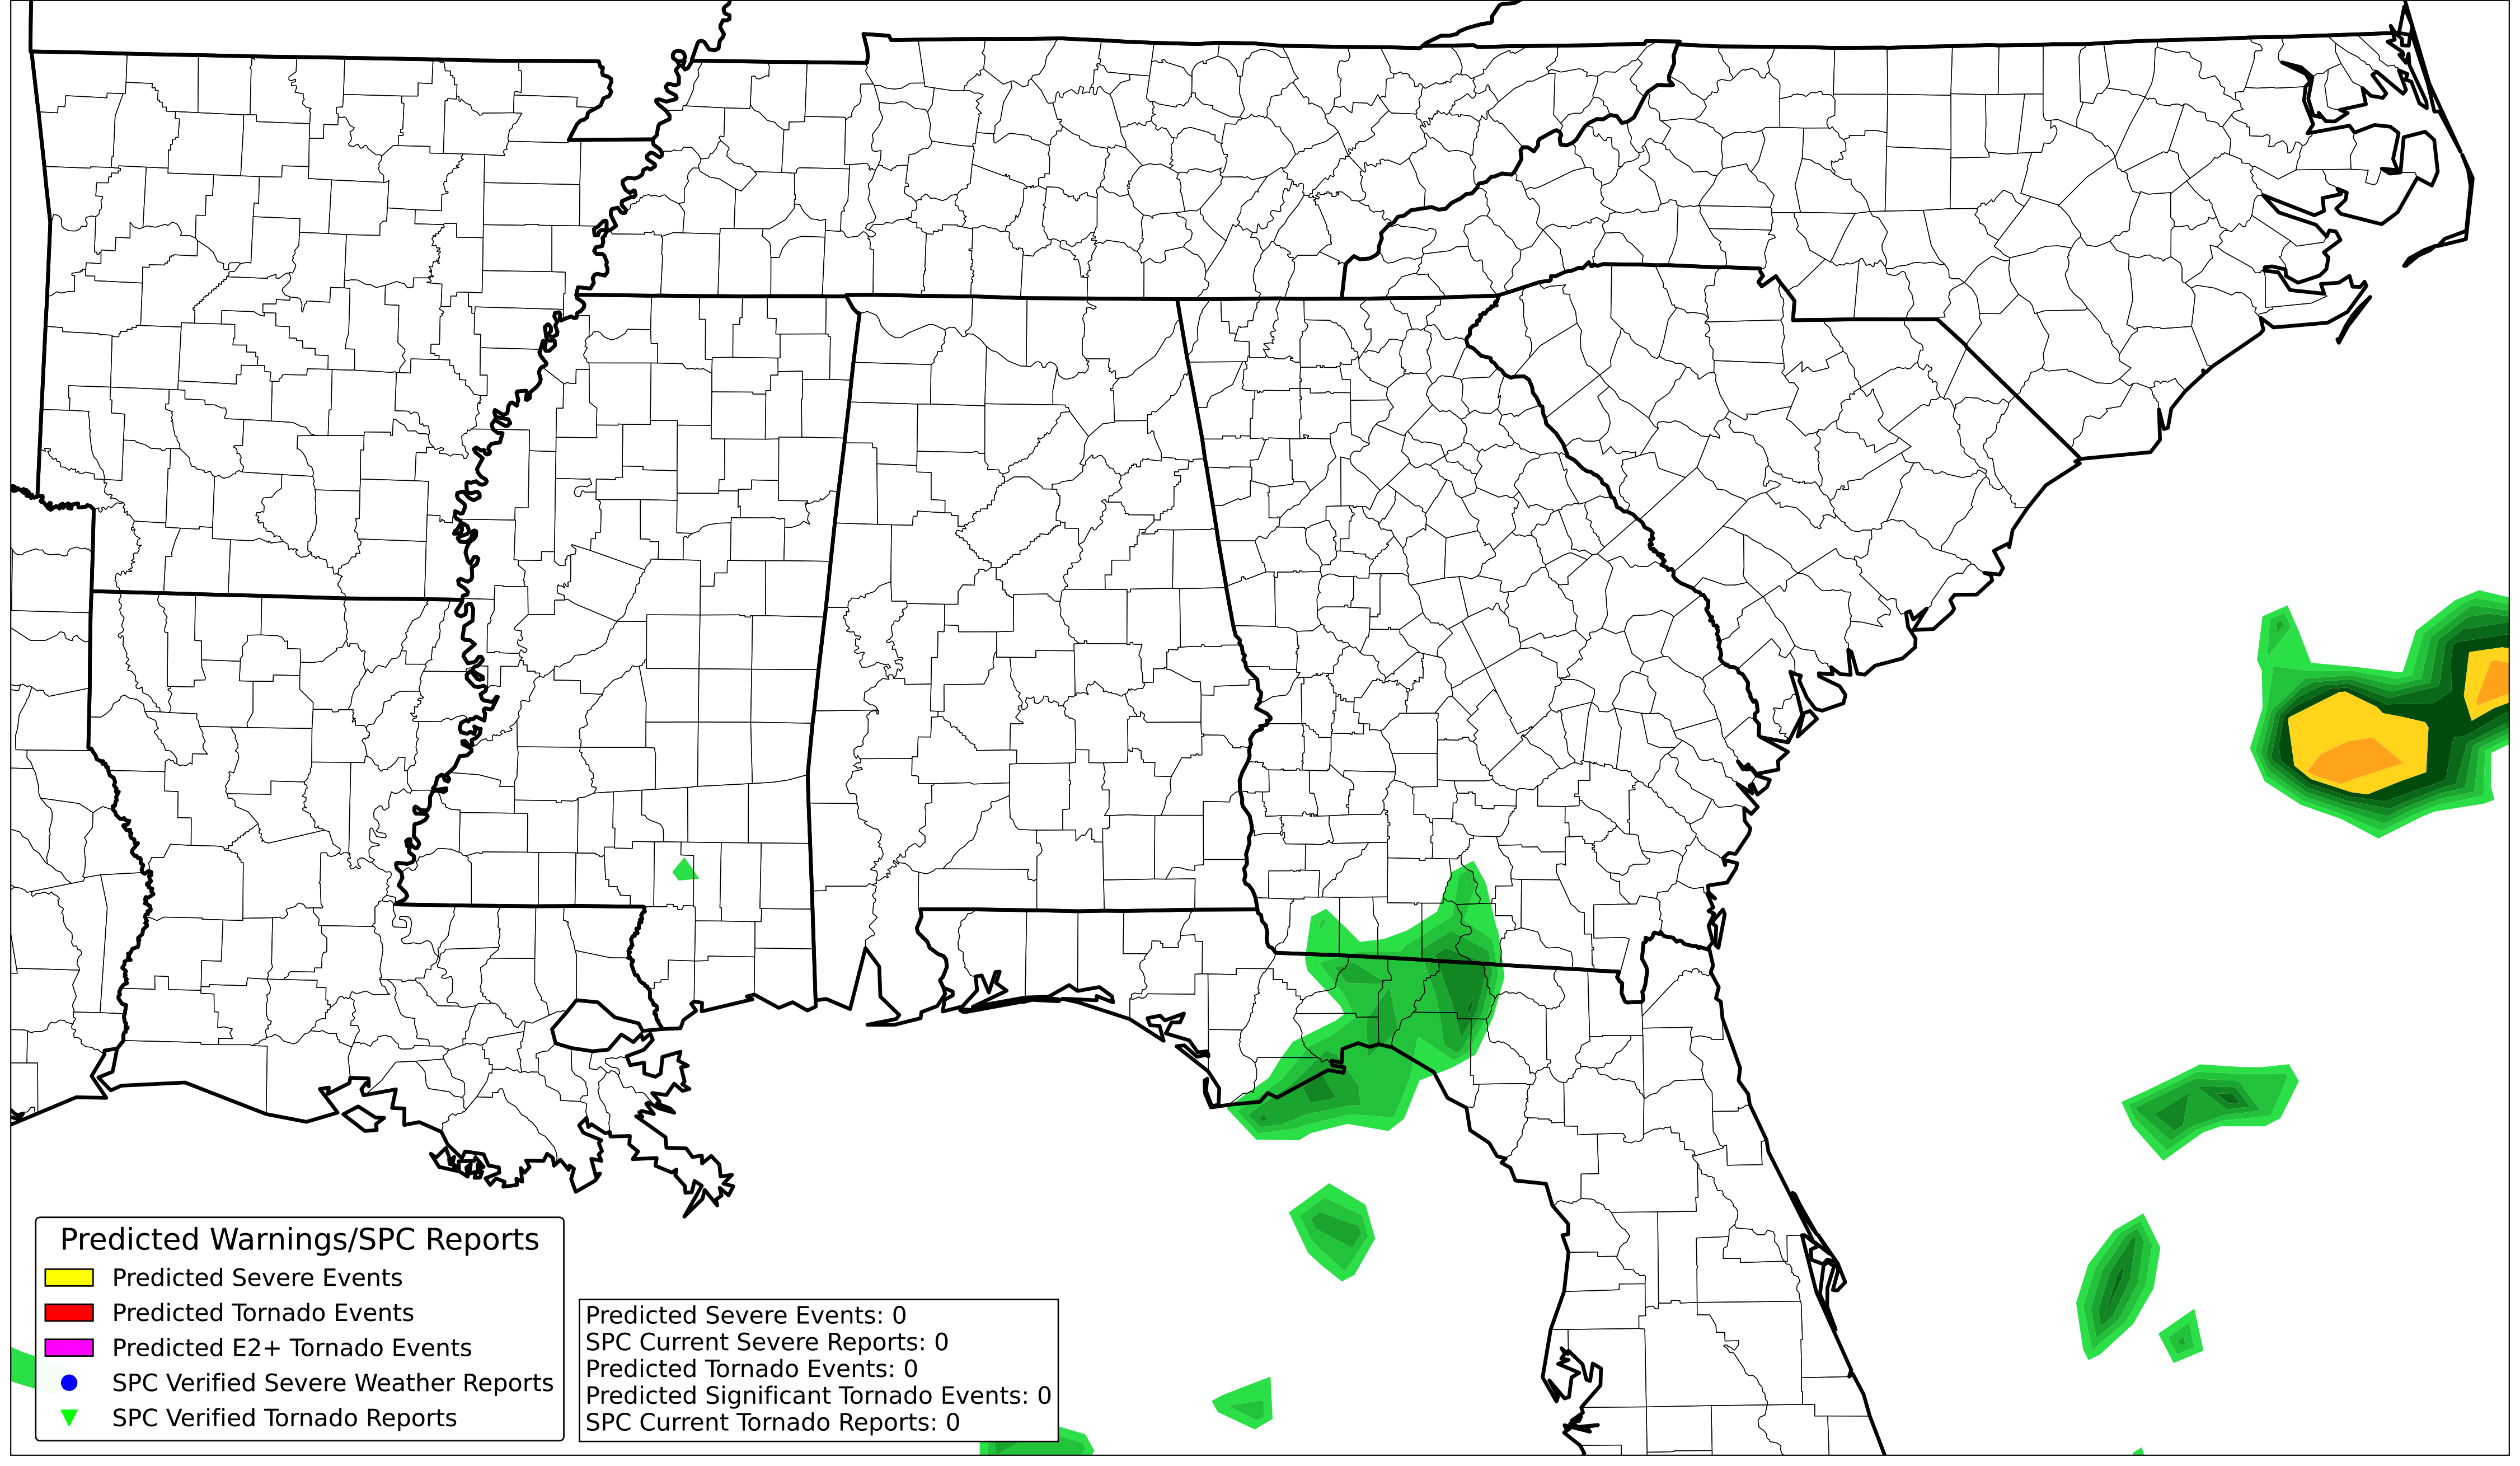 Predicted Warnings/SPC Reports
Predicted Severe Events
Predicted Tornado Events
Predicted E2+ Tornado Events
SPC Verified Severe Weather Reports
SPC Verified Tornado Reports
Predicted Severe Events: 0
SPC Current Severe Reports: 0
Predicted Tornado Events: 0
Predicted Significant Tornado Events: 0
SPC Current Tornado Reports: 0